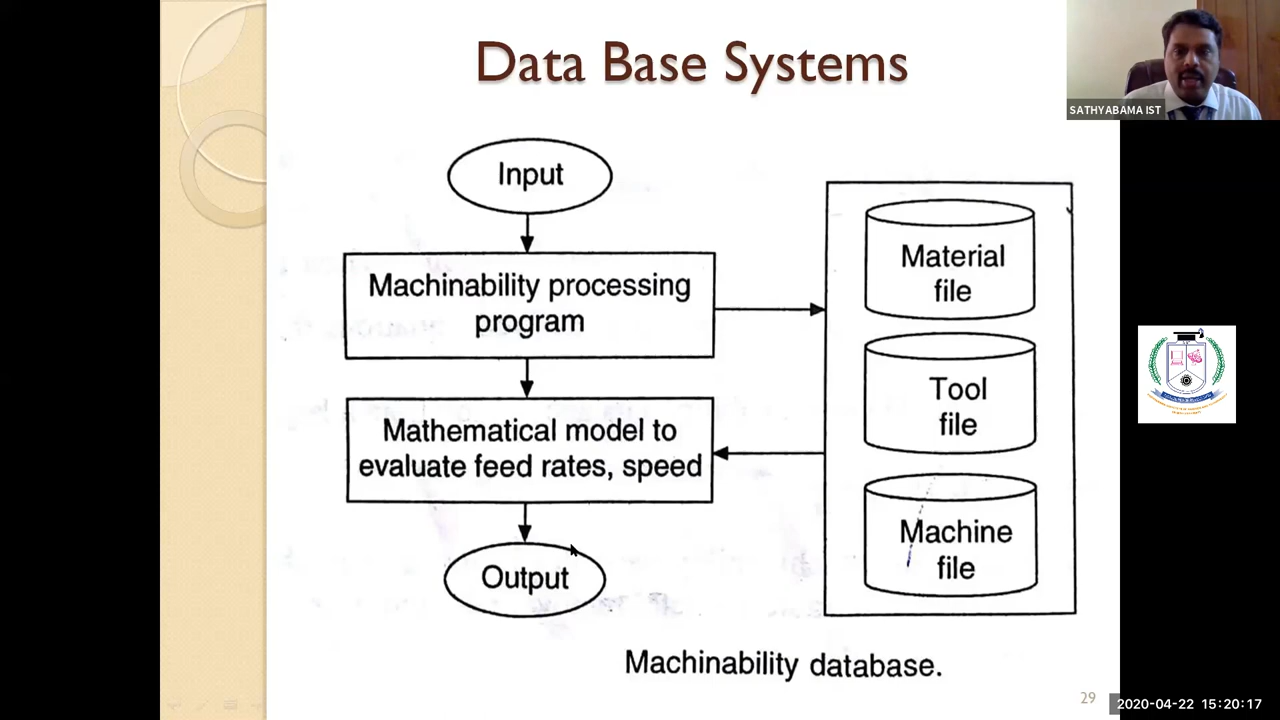 Data Base Systems
SATHYABAMA IST
Input
Machinability processing
program
Material
file
Tool
file
Mathematical model to
evaluate feed rates, speed
Machine
file
Output
Machinability database.
29
2020-04-22 15:20:17